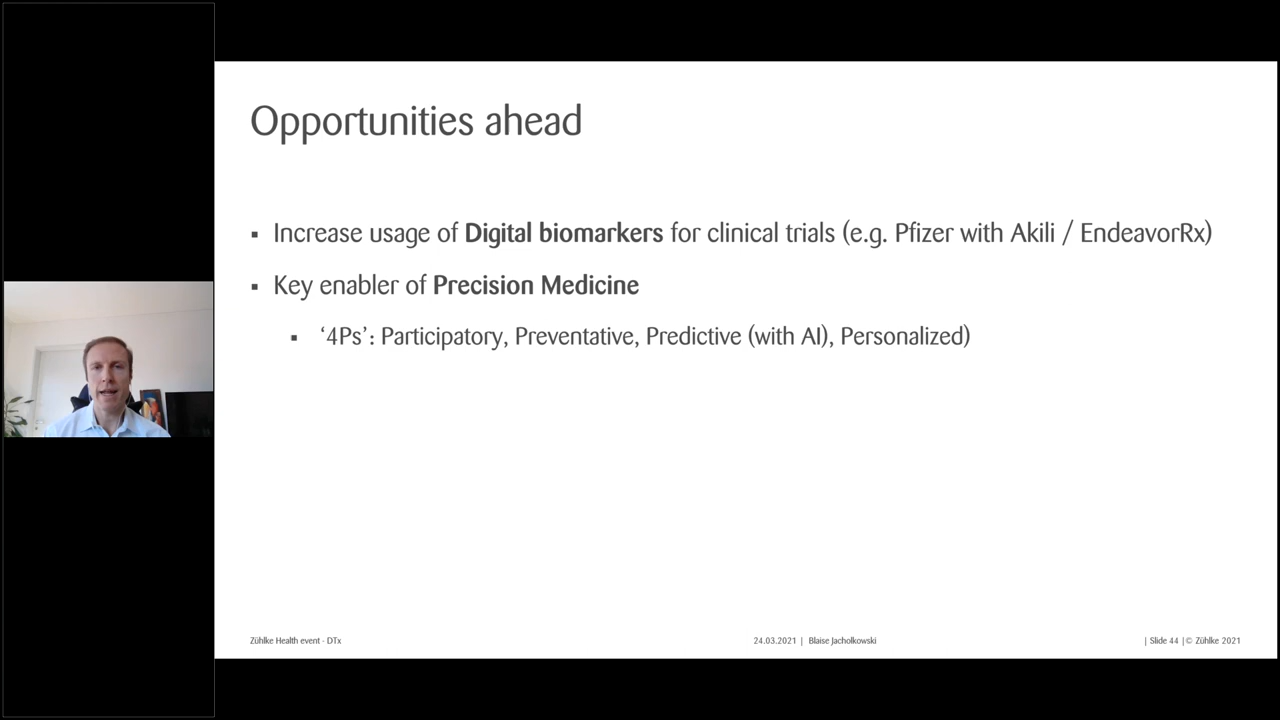 Opportunities ahead
▪ Increase usage of Digital biomarkers for clinical trials (e.g. Pfizer with Akili / EndeavorRx)
▪ Key enabler of Precision Medicine
▪ ‘4Ps’: Participatory, Preventative, Predictive (with AI), Personalized)
Zühlke Health event - DTx
24.03.2021 | Blaise Jacholkowski
| Slide 44 | © Zühlke 2021